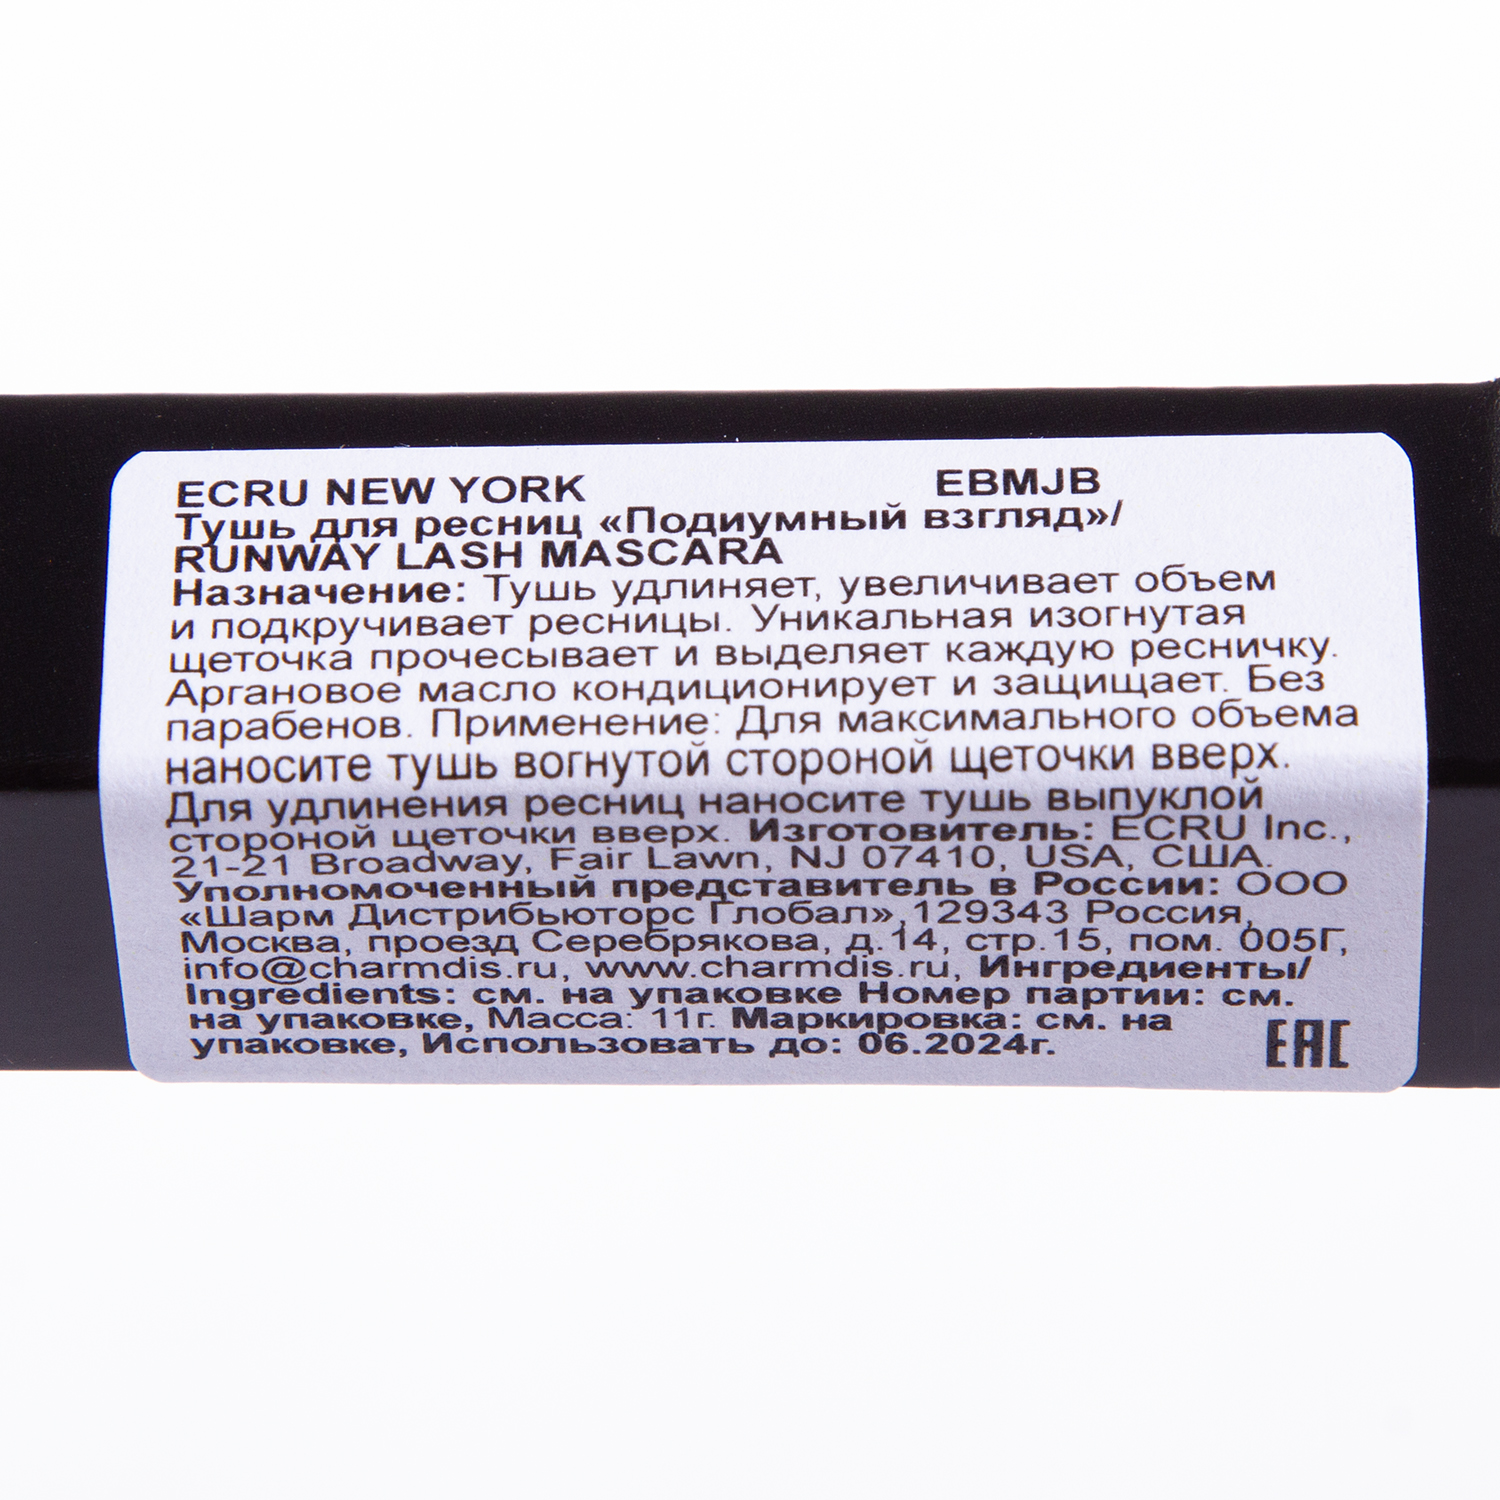 ECRU NEW YORK EBMJB
Тушь для ресниц «Подиумный взгляд»/
RUNWAY LASH MASCARA
Назначение: Тушь удлиняет, увеличивает объем
и подкручивает ресницы. Уникальная изогнутая
щеточка прочесывает и выделяет каждую ресничку.
Аргановое масло кондиционирует и защищает. Без
парабенов. Применение: Для максимального объема
наносите тушь вогнутой стороной щеточки вверх.
Для удлинения ресниц наносите тушь выпуклой
стороной щеточки вверх. Изготовитель: ECRU Inc.,
21-21 Broadway, Fair Lawn, NJ 07410, USA, США.
Уполномоченный представитель в России: ООО
«Шарм Дистрибьюторс Глобал»,129343 Россия,
Москва, проезд Серебрякова, д.14, стр.15, пом. 005Г,
info@charmdis.ru, www.charmdis.ru, Ингредиенты/
Ingredients: см. на упаковке Номер партии: см.
на упаковке, Масса: 11г. Маркировка: см. на
упаковке, Использовать до: 06.2024г.
EAC